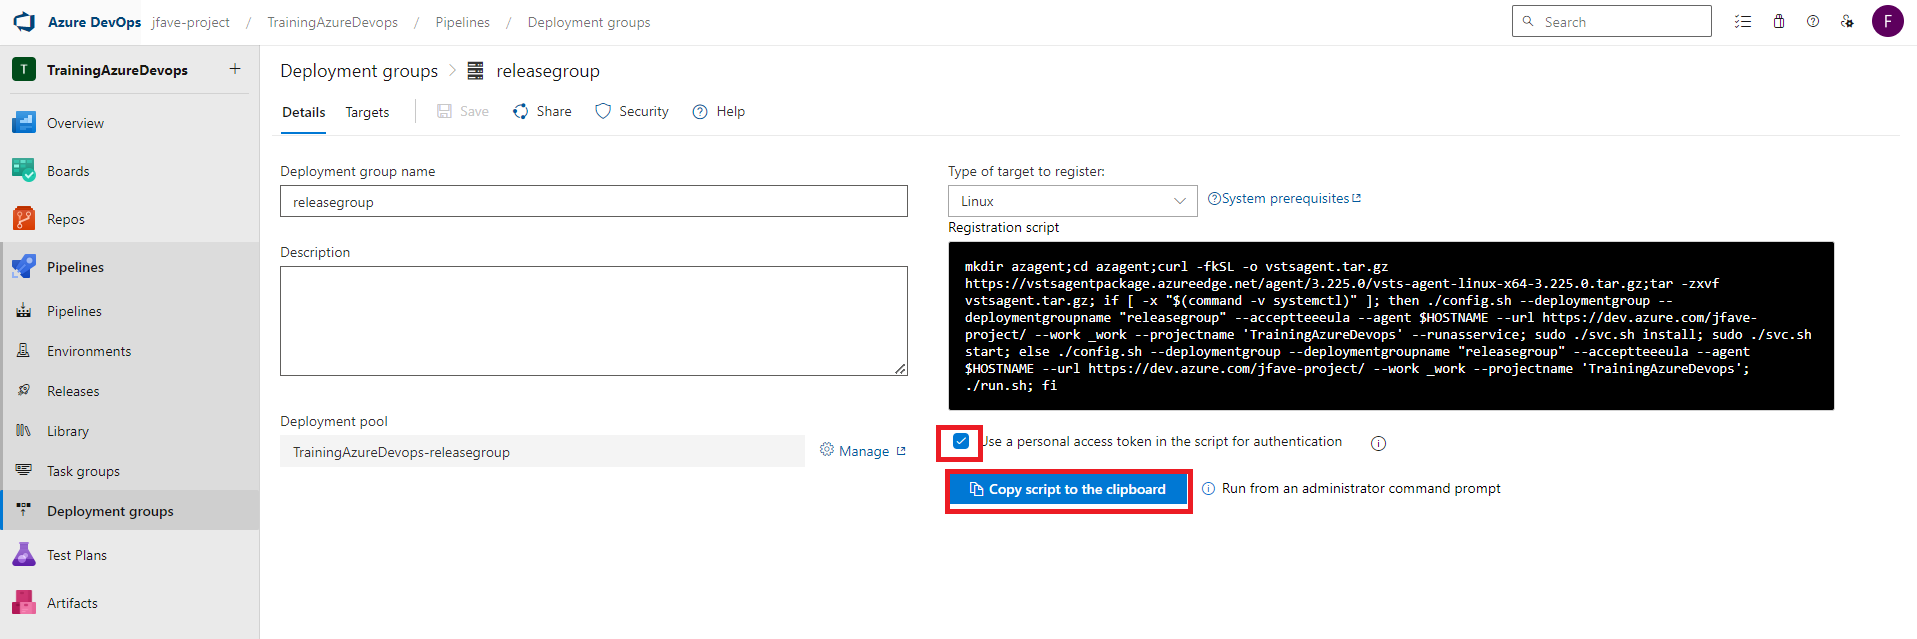 Azure DevOps jfave-project / TrainingAzureDevops / Pipelines / Deployment groups
Search
F
T TrainingAzureDevops +
Overview
Boards
Repos
Pipelines
Pipelines
Environments
Releases
Library
Task groups
Deployment groups
Test Plans
Artifacts
Deployment groups > releasegroup
Details Targets Save Share Security Help
Deployment group name
releasegroup
Description
Deployment pool
TrainingAzureDevops-releasegroup Manage
Type of target to register:
Linux System prerequisites
Registration script
mkdir azagent;cd azagent;curl -fkSL -o vstsagent.tar.gz
https://vstsagentpackage.azureedge.net/agent/3.225.0/vsts-agent-linux-x64-3.225.0.tar.gz;tar -zxvf
vstsagent.tar.gz; if [ -x "$(command -v systemctl)" ]; then ./config.sh --deploymentgroup --
deploymentgroupname "releasegroup" --acceptteeeula --agent $HOSTNAME --url https://dev.azure.com/jfave-
project/ --work _work --projectname 'TrainingAzureDevops' --runasservice; sudo ./svc.sh install; sudo ./svc.sh
start; else ./config.sh --deploymentgroup --deploymentgroupname "releasegroup" --acceptteeeula --agent
$HOSTNAME --url https://dev.azure.com/jfave-project/ --work _work --projectname 'TrainingAzureDevops';
./run.sh; fi
Use a personal access token in the script for authentication
Copy script to the clipboard Run from an administrator command prompt